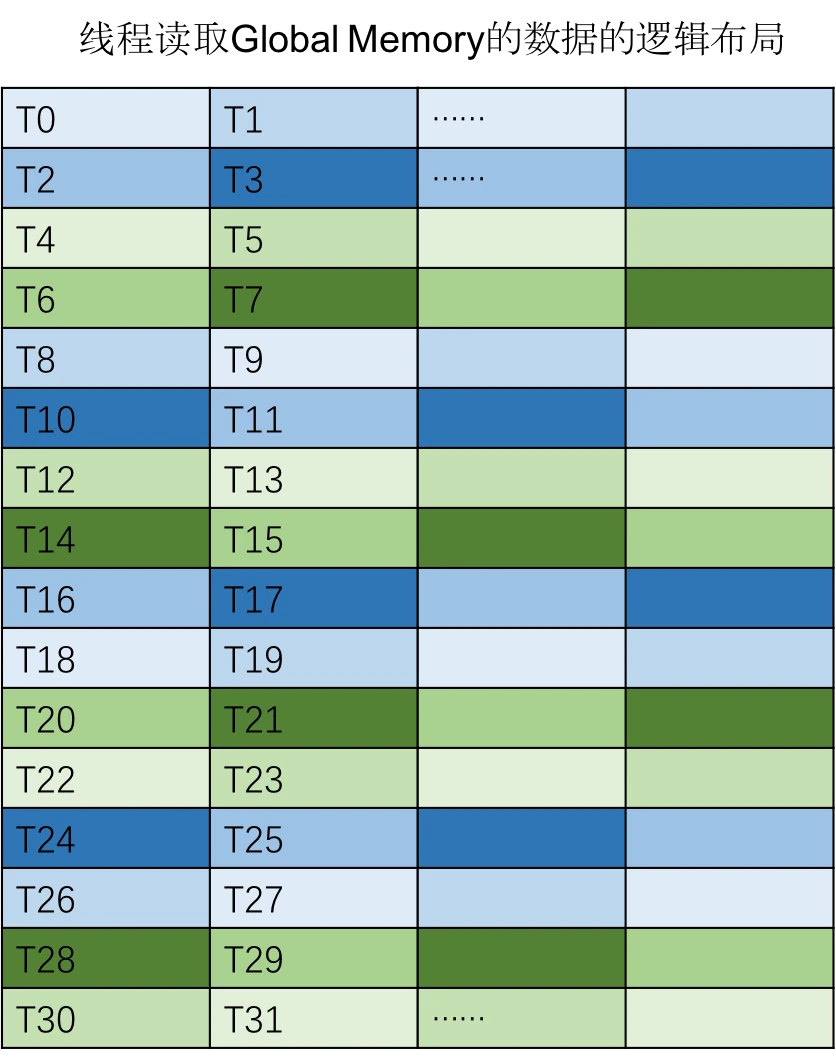 线程读取Global Memory的数据的逻辑布局
T0 T1 ......
T2 T3 ......
T4 T5
T6 T7
T8 T9
T10 T11
T12 T13
T14 T15
T16 T17
T18 T19
T20 T21
T22 T23
T24 T25
T26 T27
T28 T29
T30 T31 ......